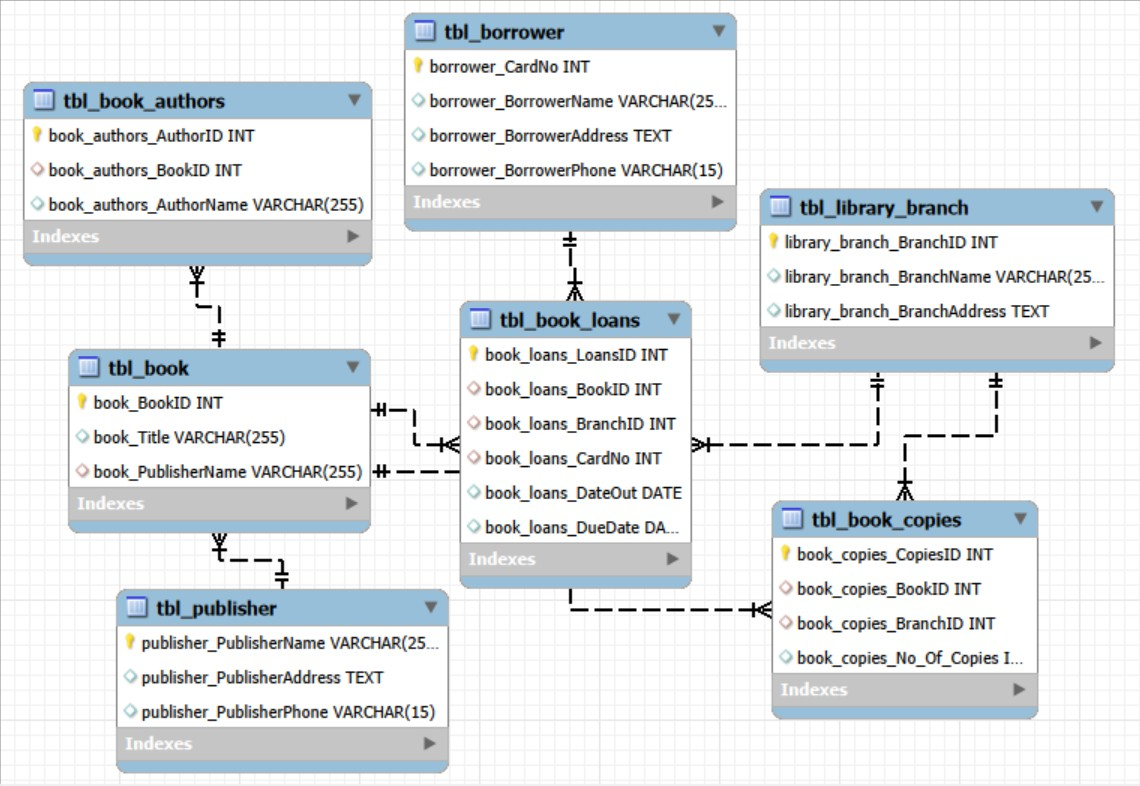 tbl_borrower
borrower_CardNo INT
borrower_BorrowerName VARCHAR(25...
borrower_BorrowerAddress TEXT
borrower_BorrowerPhone VARCHAR(15)
Indexes
tbl_book_authors
book_authors_AuthorID INT
book_authors_BookID INT
book_authors_AuthorName VARCHAR(255)
Indexes
tbl_library_branch
library_branch_BranchID INT
library_branch_BranchName VARCHAR(25...
library_branch_BranchAddress TEXT
Indexes
tbl_book_loans
book_loans_LoansID INT
book_loans_BookID INT
book_loans_BranchID INT
book_loans_CardNo INT
book_loans_DateOut DATE
book_loans_DueDate DA...
Indexes
tbl_book
book_BookID INT
book_Title VARCHAR(255)
book_PublisherName VARCHAR(255)
Indexes
tbl_book_copies
book_copies_CopiesID INT
book_copies_BookID INT
book_copies_BranchID INT
book_copies_No_Of_Copies I...
Indexes
tbl_publisher
publisher_PublisherName VARCHAR(25...
publisher_PublisherAddress TEXT
publisher_PublisherPhone VARCHAR(15)
Indexes